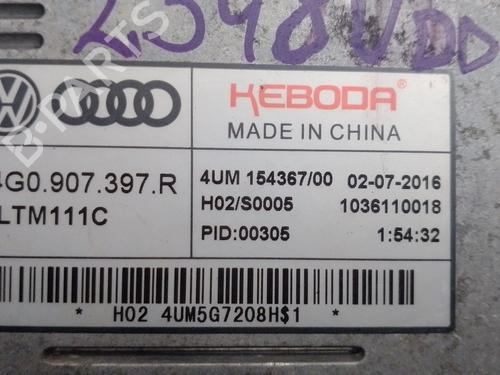 2348VDD
KEBODA®
MADE IN CHINA
4G0.907.397.R
LTM111C
4UM 154367/00 02-07-2016
H02/S0005 1036110018
PID:00305 1:54:32
* H02 4UM5G7208H$1 *
B-PARTS